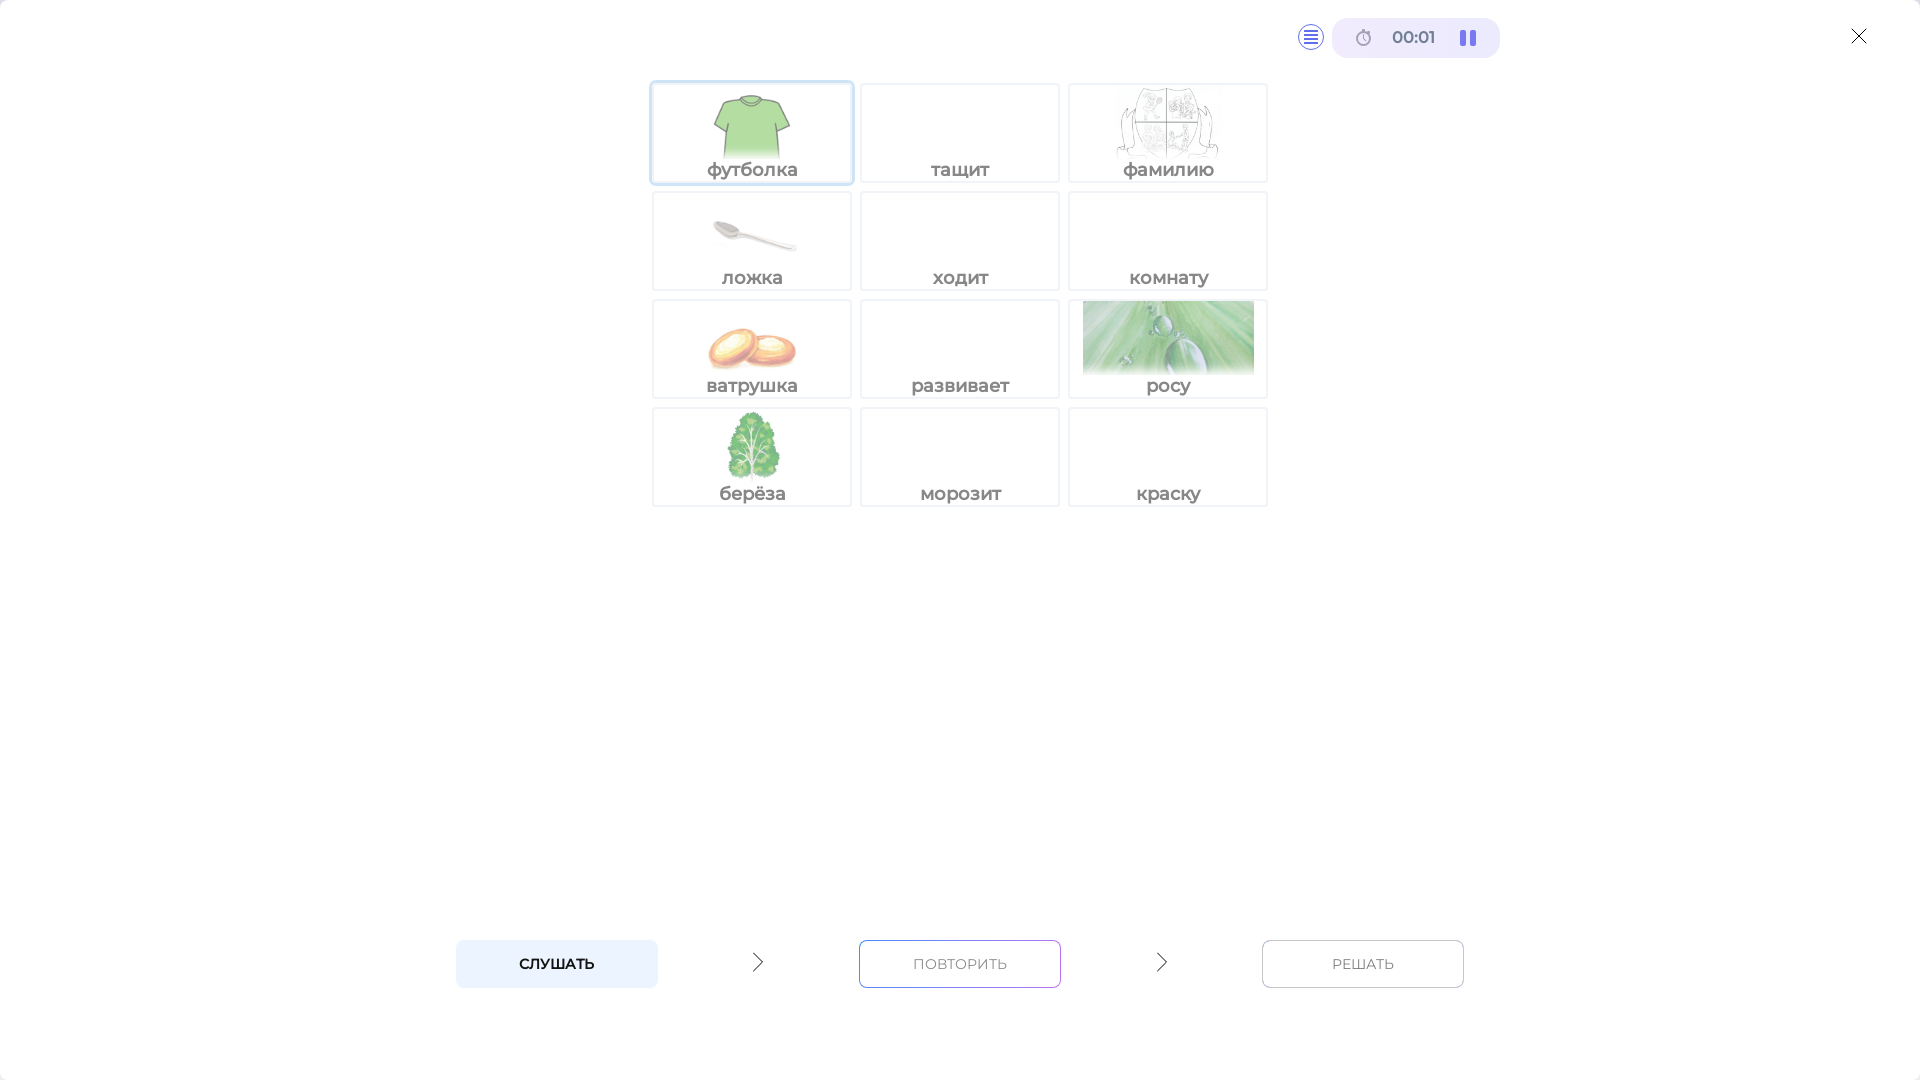 00:01
футболка тащит фамилию
ложка ходит комнату
ватрушка развивает росу
берёза морозит краску
СЛУШАТЬ ПОВТОРИТЬ РЕШАТЬ